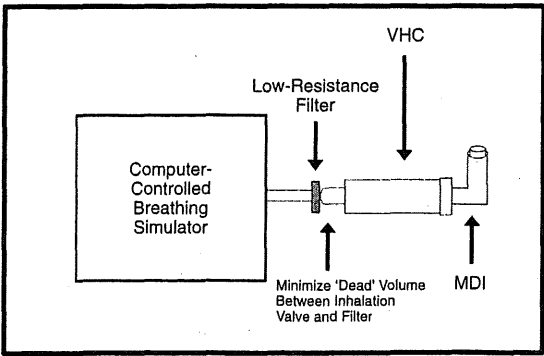 VHC
Low-Resistance
Filter
Computer-
Controlled
Breathing
Simulator
Minimize 'Dead' Volume
Between Inhalation
Valve and Filter
MDI